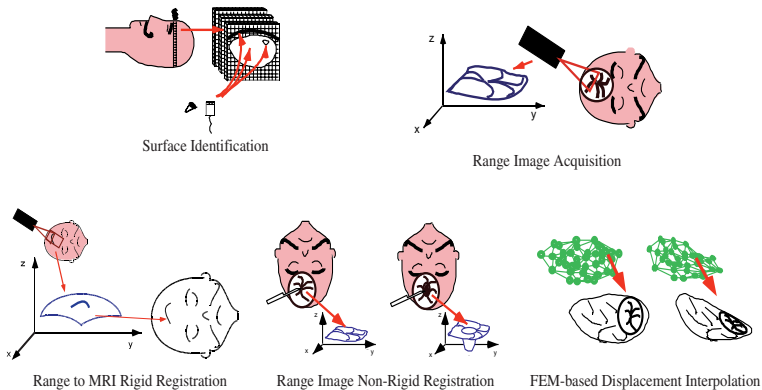 Surface Identification
z
y
x
Range Image Acquisition
z
y
x
Range to MRI Rigid Registration
z
y
x
z
y
x
Range Image Non-Rigid Registration
FEM-based Displacement Interpolation